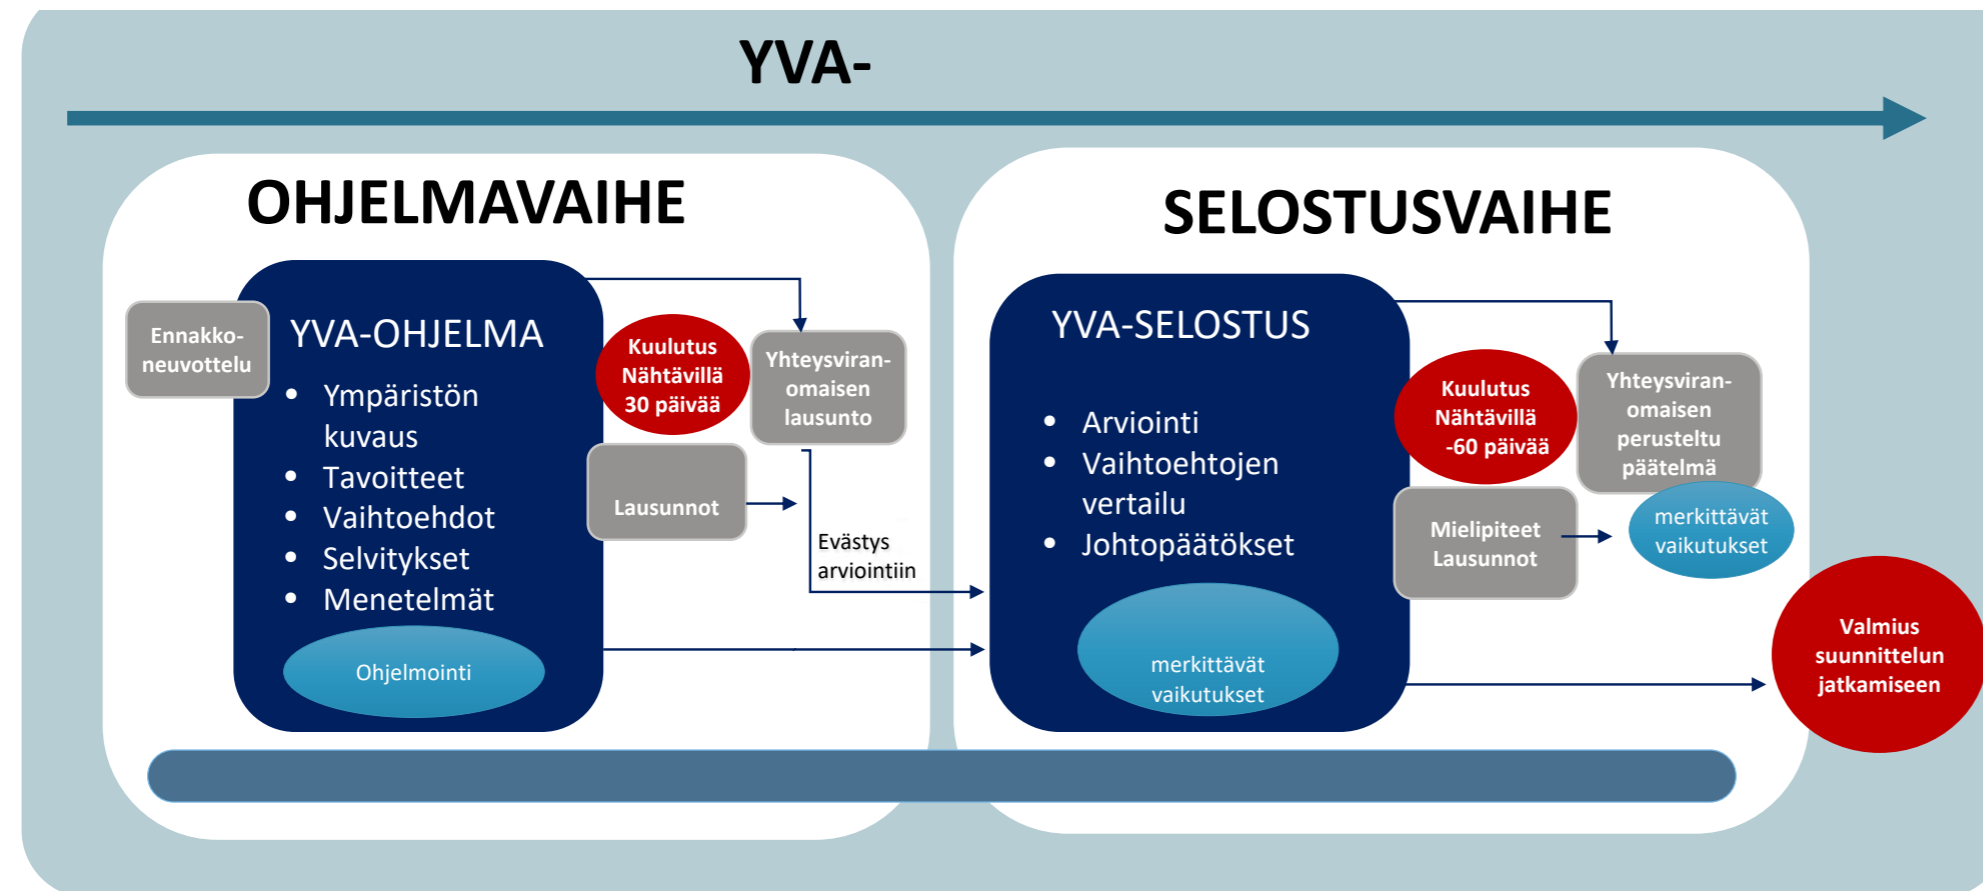 YVA-
OHJELMAVAIHE
Ennakko-
neuvottelu
YVA-OHJELMA
• Ympäristön
kuvaus
• Tavoitteet
• Vaihtoehdot
• Selvitykset
• Menetelmät
Ohjelmointi
Kuulutus
Nähtävillä
30 päivää
Yhteysviran-
omaisen
lausunto
Lausunnot
Evästys
arviointiin
SELOSTUSVAIHE
YVA-SELOSTUS
• Arviointi
• Vaihtoehtojen
vertailu
• Johtopäätökset
merkittävät
vaikutukset
Kuulutus
Nähtävillä
-60 päivää
Yhteysviran-
omaisen
perusteltu
päätelmä
Mielipiteet
Lausunnot
merkittävät
vaikutukset
Valmius
suunnittelun
jatkamiseen